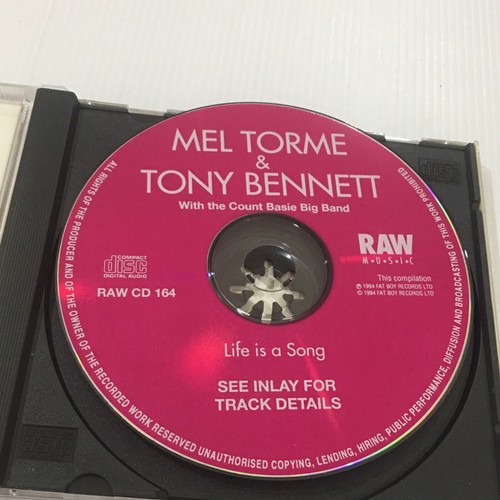 MEL TORME
&
TONY BENNETT
With the Count Basie Big Band
COMPACT
disc
DIGITAL AUDIO
RAW CD 164
RAW
M•U•S•I•C
This compilation
℗ 1994 FAT BOY RECORDS LTD
© 1994 FAT BOY RECORDS LTD
Life is a Song
SEE INLAY FOR
TRACK DETAILS
ALL RIGHTS OF THE PRODUCER AND OF THE OWNER OF THE RECORDED WORK RESERVED UNAUTHORISED COPYING, LENDING, HIRING, PUBLIC PERFORMANCE, DIFFUSION AND BROADCASTING OF THIS WORK PROHIBITED